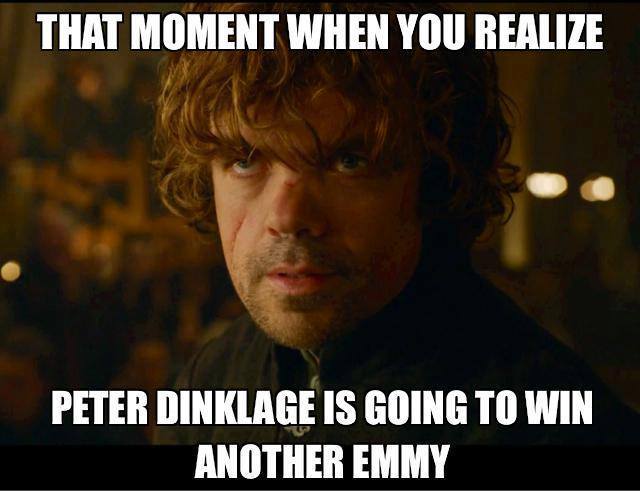 THAT MOMENT WHEN YOU REALIZE
PETER DINKLAGE IS GOING TO WIN
ANOTHER EMMY